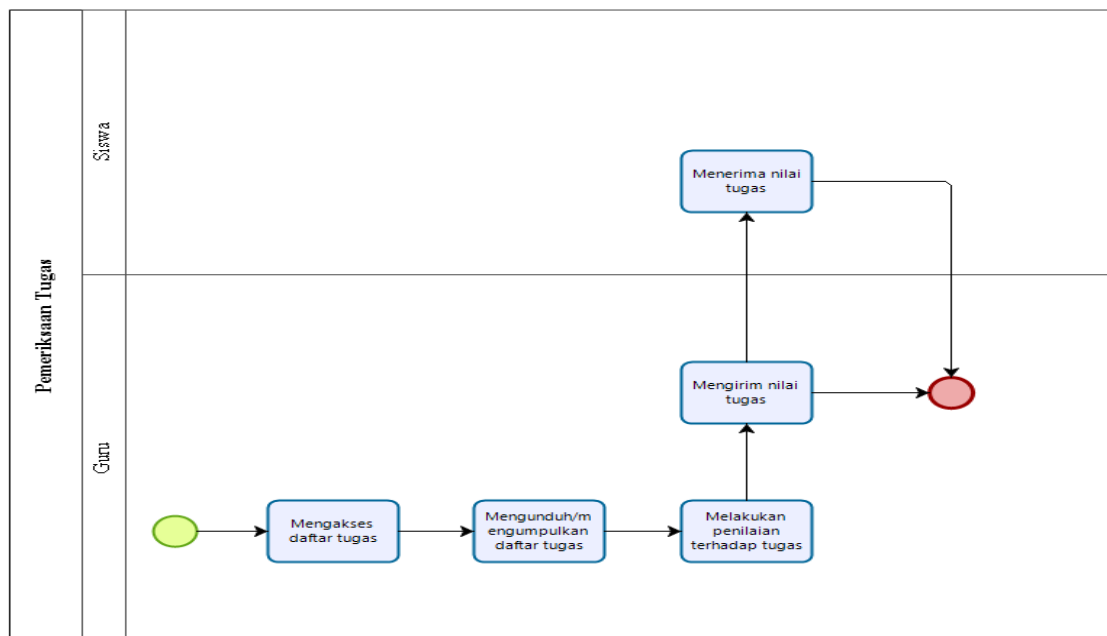 Pemeriksaan Tugas
Siswa
Menerima nilai
tugas
Guru
Mengirim nilai
tugas
Mengakses
daftar tugas
Mengunduh/m
engumpulkan
daftar tugas
Melakukan
penilaian
terhadap tugas